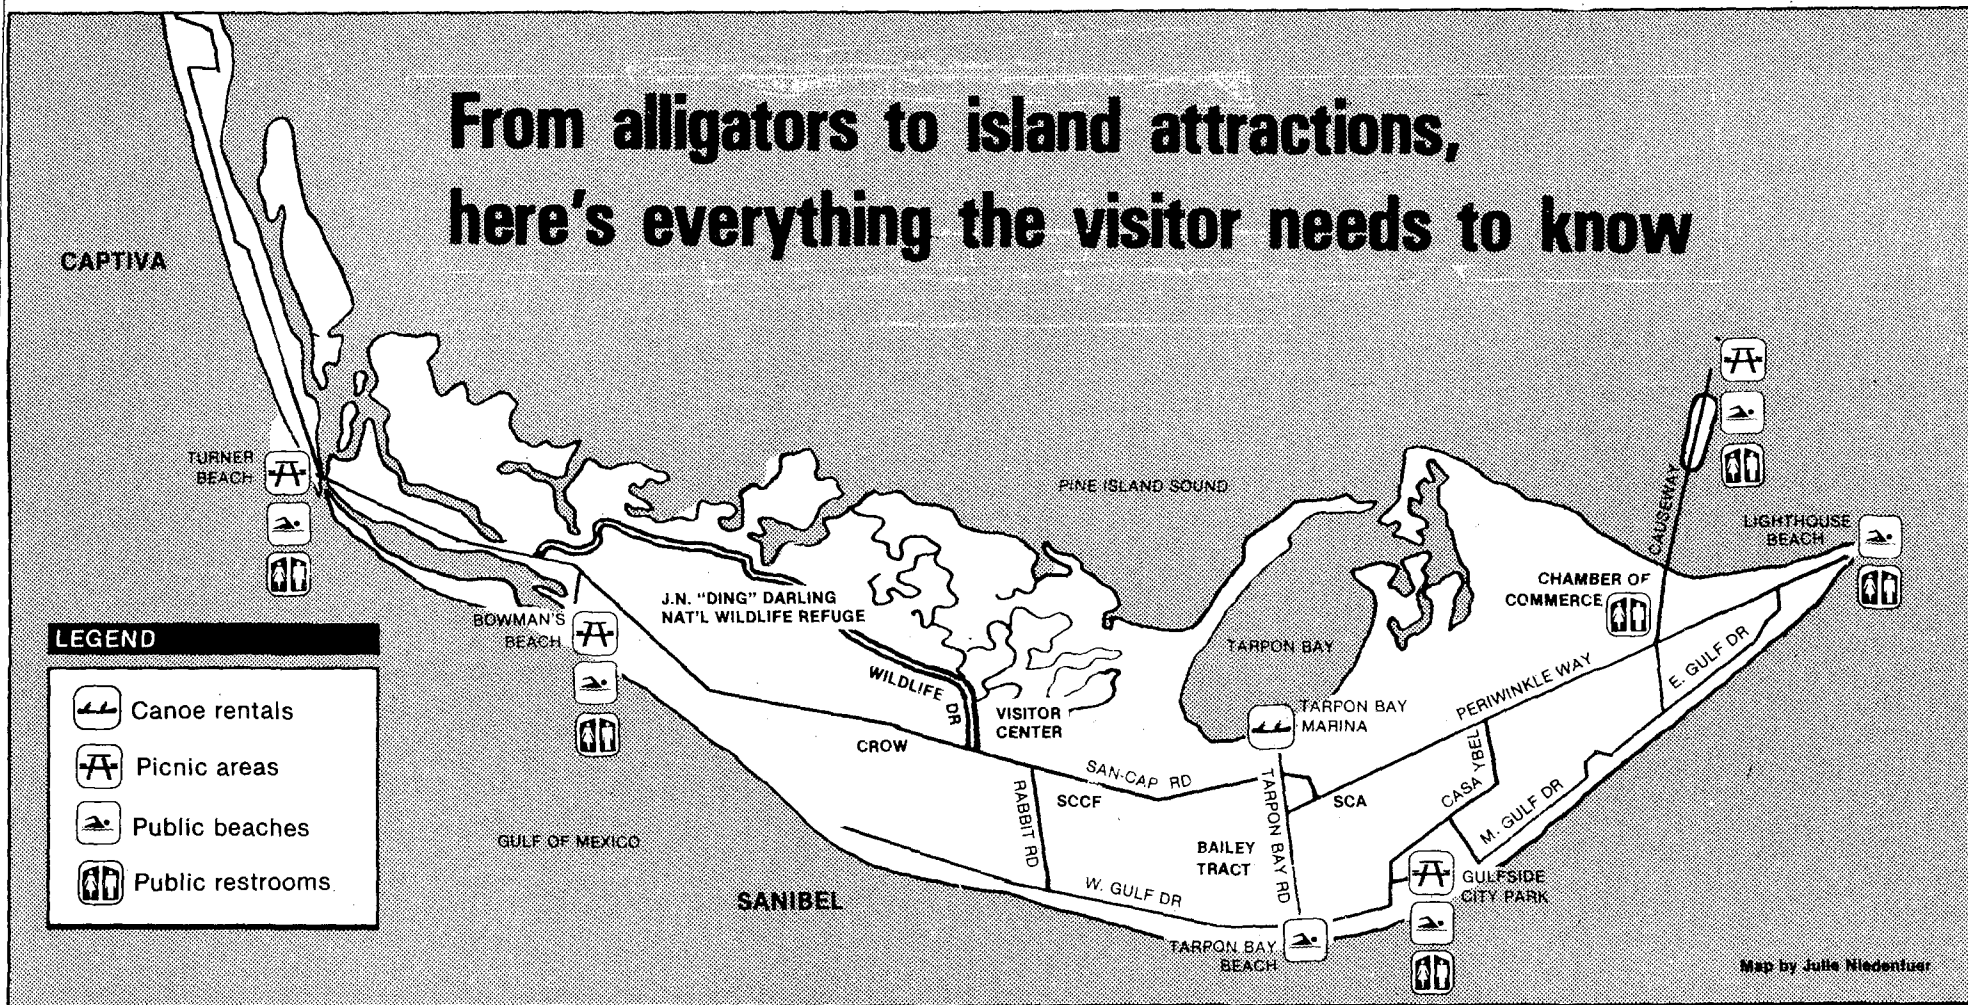 From alligators to island attractions,
here's everything the visitor needs to know
CAPTIVA
TURNER
BEACH
PINE ISLAND SOUND
CAUSEWAY
LIGHTHOUSE
BEACH
CHAMBER OF
COMMERCE
J.N. "DING" DARLING
NAT'L WILDLIFE REFUGE
BOWMAN'S
BEACH
TARPON BAY
WILDLIFE DR
VISITOR
CENTER
TARPON BAY
MARINA
PERIWINKLE WAY
E. GULF DR
CROW
SAN-CAP RD
RABBIT RD
SCCF
TARPON BAY RD
SCA
CASA YBEL
M. GULF DR
BAILEY
TRACT
GULF OF MEXICO
SANIBEL
W. GULF DR
GULFSIDE
CITY PARK
TARPON BAY
BEACH
LEGEND
Canoe rentals
Picnic areas
Public beaches
Public restrooms
Map by Julie Niedenfuer